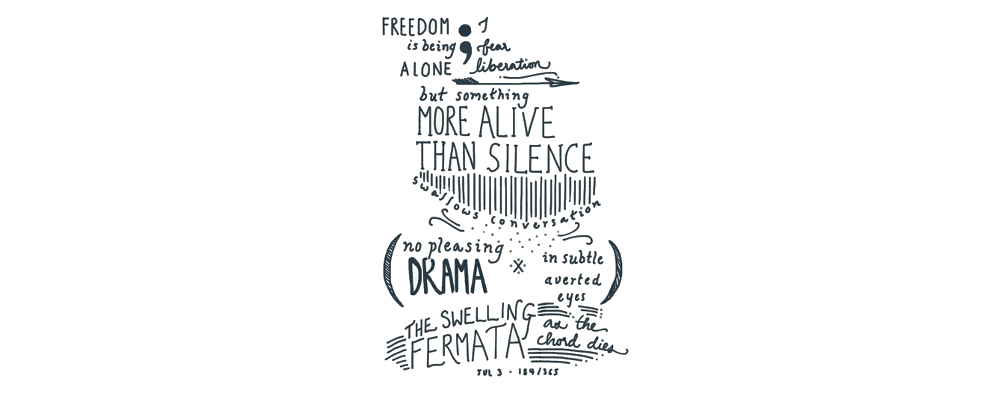 FREEDOM ; I
is being fear
ALONE liberation
but something
MORE ALIVE
THAN SILENCE
swallows conversation
(no pleasing
DRAMA
in subtle
averted
eyes)
THE SWELLING
FERMATA
as the
chord dies
JUL 3 - 184/365